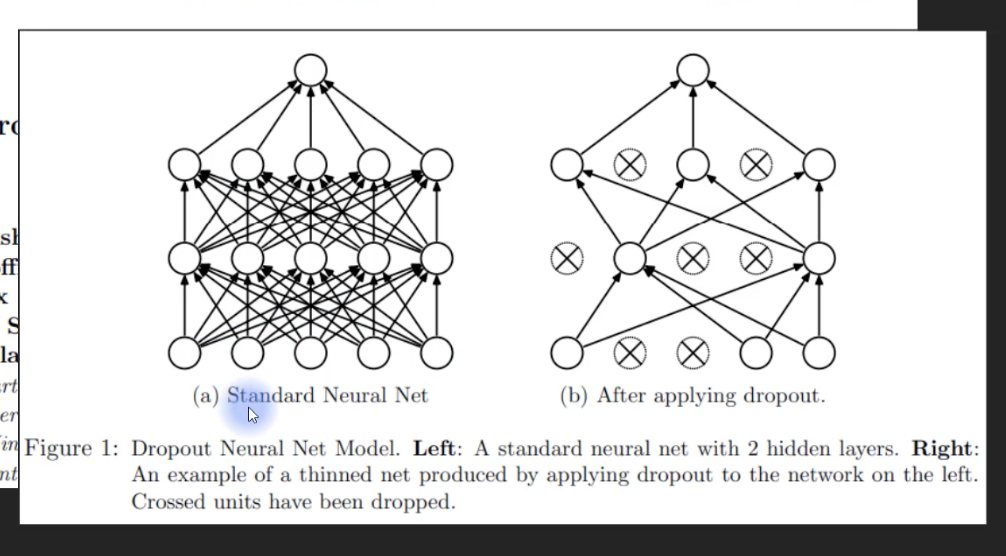 (a) Standard Neural Net
(b) After applying dropout.
Figure 1: Dropout Neural Net Model. Left: A standard neural net with 2 hidden layers. Right:
An example of a thinned net produced by applying dropout to the network on the left.
Crossed units have been dropped.